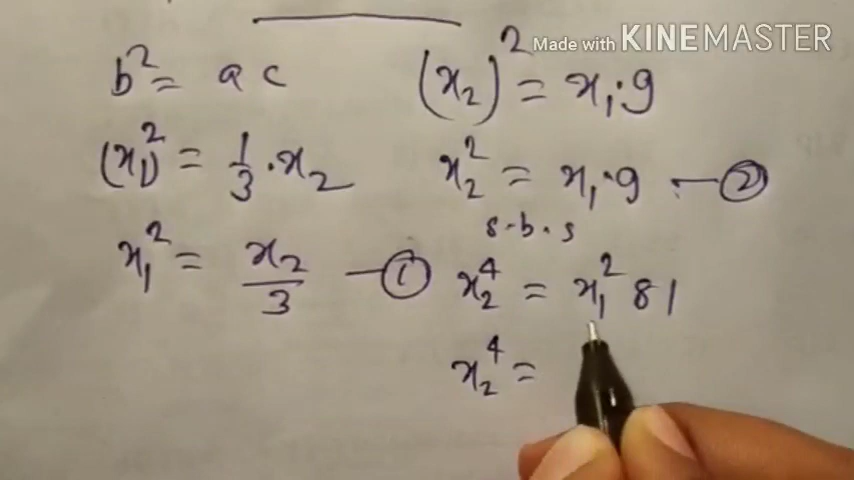 Made with KINEMASTER
b² = ac
(x₁)² = 1/3 · x₂
x₁² = x₂/3 — ①
(x₂)² = x₁·9
x₂² = x₁·9 — ②
s·b·s
x₂⁴ = x₁² 81
x₂⁴ =